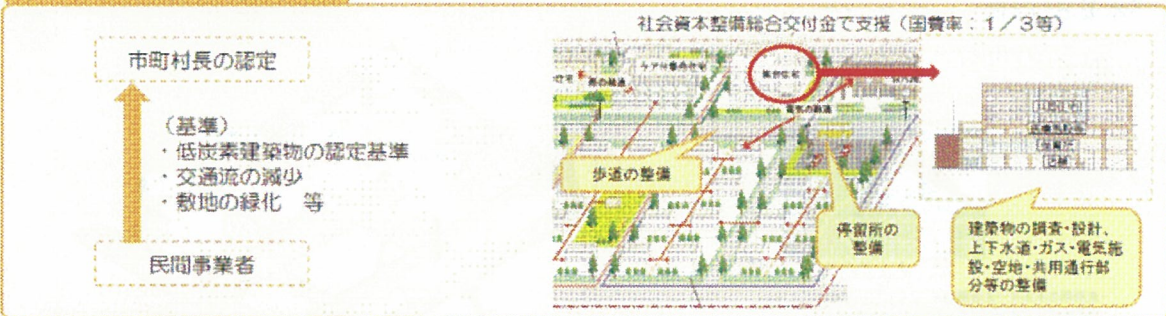 社会資本整備総合交付金で支援（国費率：1／3等）
市町村長の認定
（基準）
・低炭素建築物の認定基準
・交通流の減少
・敷地の緑化　等
民間事業者
集合住宅
歩道の整備
停留所の
整備
建築物の調査・設計、
上下水道・ガス・電気施
設・空地・共用通行部
分等の整備